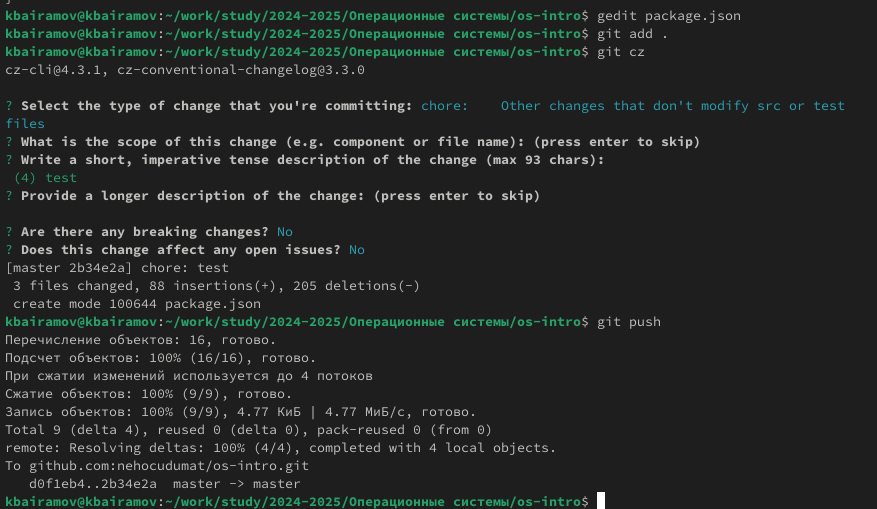 kbairamov@kbairamov:~/work/study/2024-2025/Операционные системы/os-intro$ gedit package.json
kbairamov@kbairamov:~/work/study/2024-2025/Операционные системы/os-intro$ git add .
kbairamov@kbairamov:~/work/study/2024-2025/Операционные системы/os-intro$ git cz
cz-cli@4.3.1, cz-conventional-changelog@3.3.0
? Select the type of change that you're committing: chore:    Other changes that don't modify src or test
files
? What is the scope of this change (e.g. component or file name): (press enter to skip)
? Write a short, imperative tense description of the change (max 93 chars):
 (4) test
? Provide a longer description of the change: (press enter to skip)
? Are there any breaking changes? No
? Does this change affect any open issues? No
[master 2b34e2a] chore: test
 3 files changed, 88 insertions(+), 205 deletions(-)
 create mode 100644 package.json
kbairamov@kbairamov:~/work/study/2024-2025/Операционные системы/os-intro$ git push
Перечисление объектов: 16, готово.
Подсчет объектов: 100% (16/16), готово.
При сжатии изменений используется до 4 потоков
Сжатие объектов: 100% (9/9), готово.
Запись объектов: 100% (9/9), 4.77 КиБ | 4.77 МиБ/с, готово.
Total 9 (delta 4), reused 0 (delta 0), pack-reused 0 (from 0)
remote: Resolving deltas: 100% (4/4), completed with 4 local objects.
To github.com:nehocudumat/os-intro.git
   d0f1eb4..2b34e2a  master -> master
kbairamov@kbairamov:~/work/study/2024-2025/Операционные системы/os-intro$